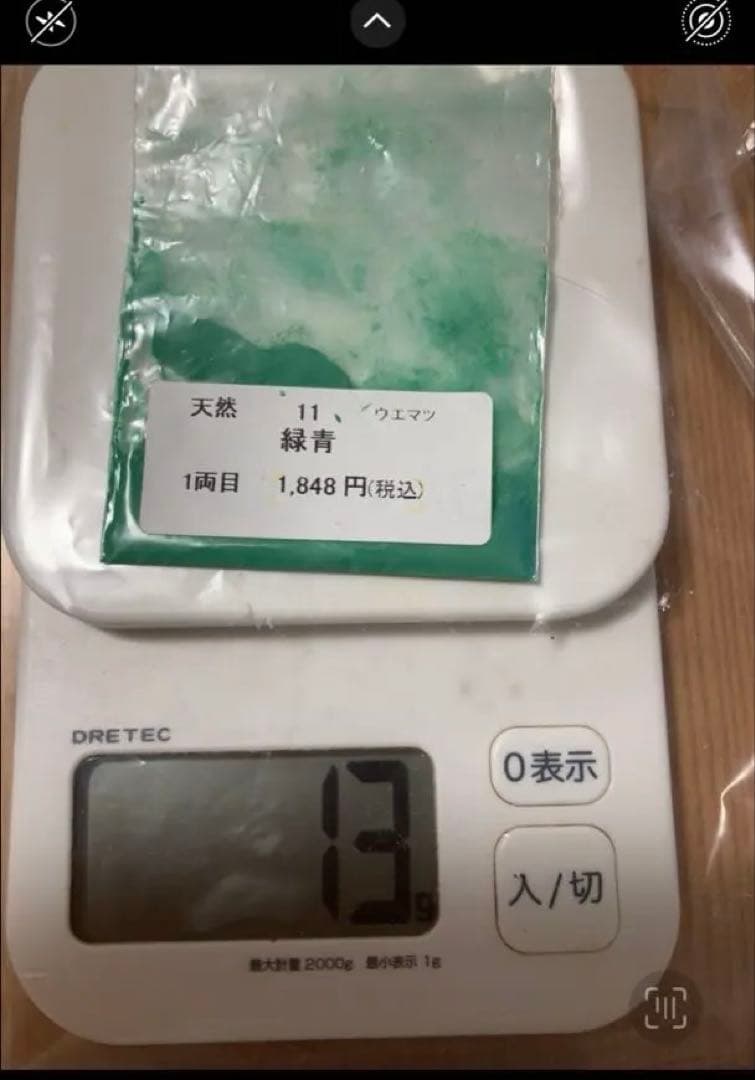 天然 11、 ウエマツ
緑青
1両目 1,848 円(税込)
DRETEC
13g
0表示
入/切
最大計量 2000g 最小表示 1g